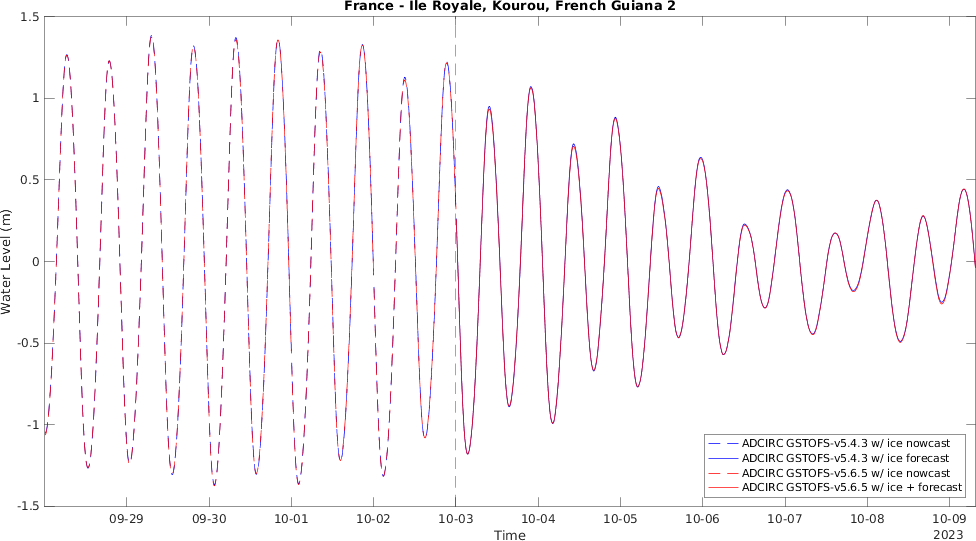 France - Ile Royale, Kourou, French Guiana 2
1.5
1
0.5
0
-0.5
-1
-1.5
Water Level (m)
09-29 09-30 10-01 10-02 10-03 10-04 10-05 10-06 10-07 10-08 10-09
Time
2023
ADCIRC GSTOFS-v5.4.3 w/ ice nowcast
ADCIRC GSTOFS-v5.4.3 w/ ice forecast
ADCIRC GSTOFS-v5.6.5 w/ ice nowcast
ADCIRC GSTOFS-v5.6.5 w/ ice + forecast